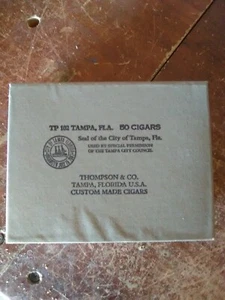 TP 102 TAMPA, FLA. 50 CIGARS
Seal of the City of Tampa, Fla.
USED BY SPECIAL PERMISSION
OF THE TAMPA CITY COUNCIL
THOMPSON & CO.
TAMPA, FLORIDA U.S.A.
CUSTOM MADE CIGARS